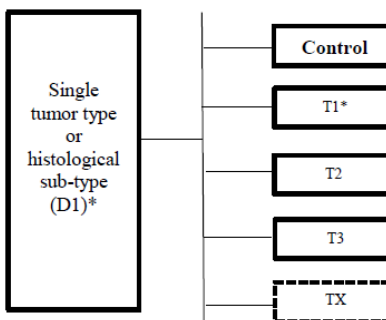 Single
tumor type
or
histological
sub-type
(D1)*
Control
T1*
T2
T3
TX